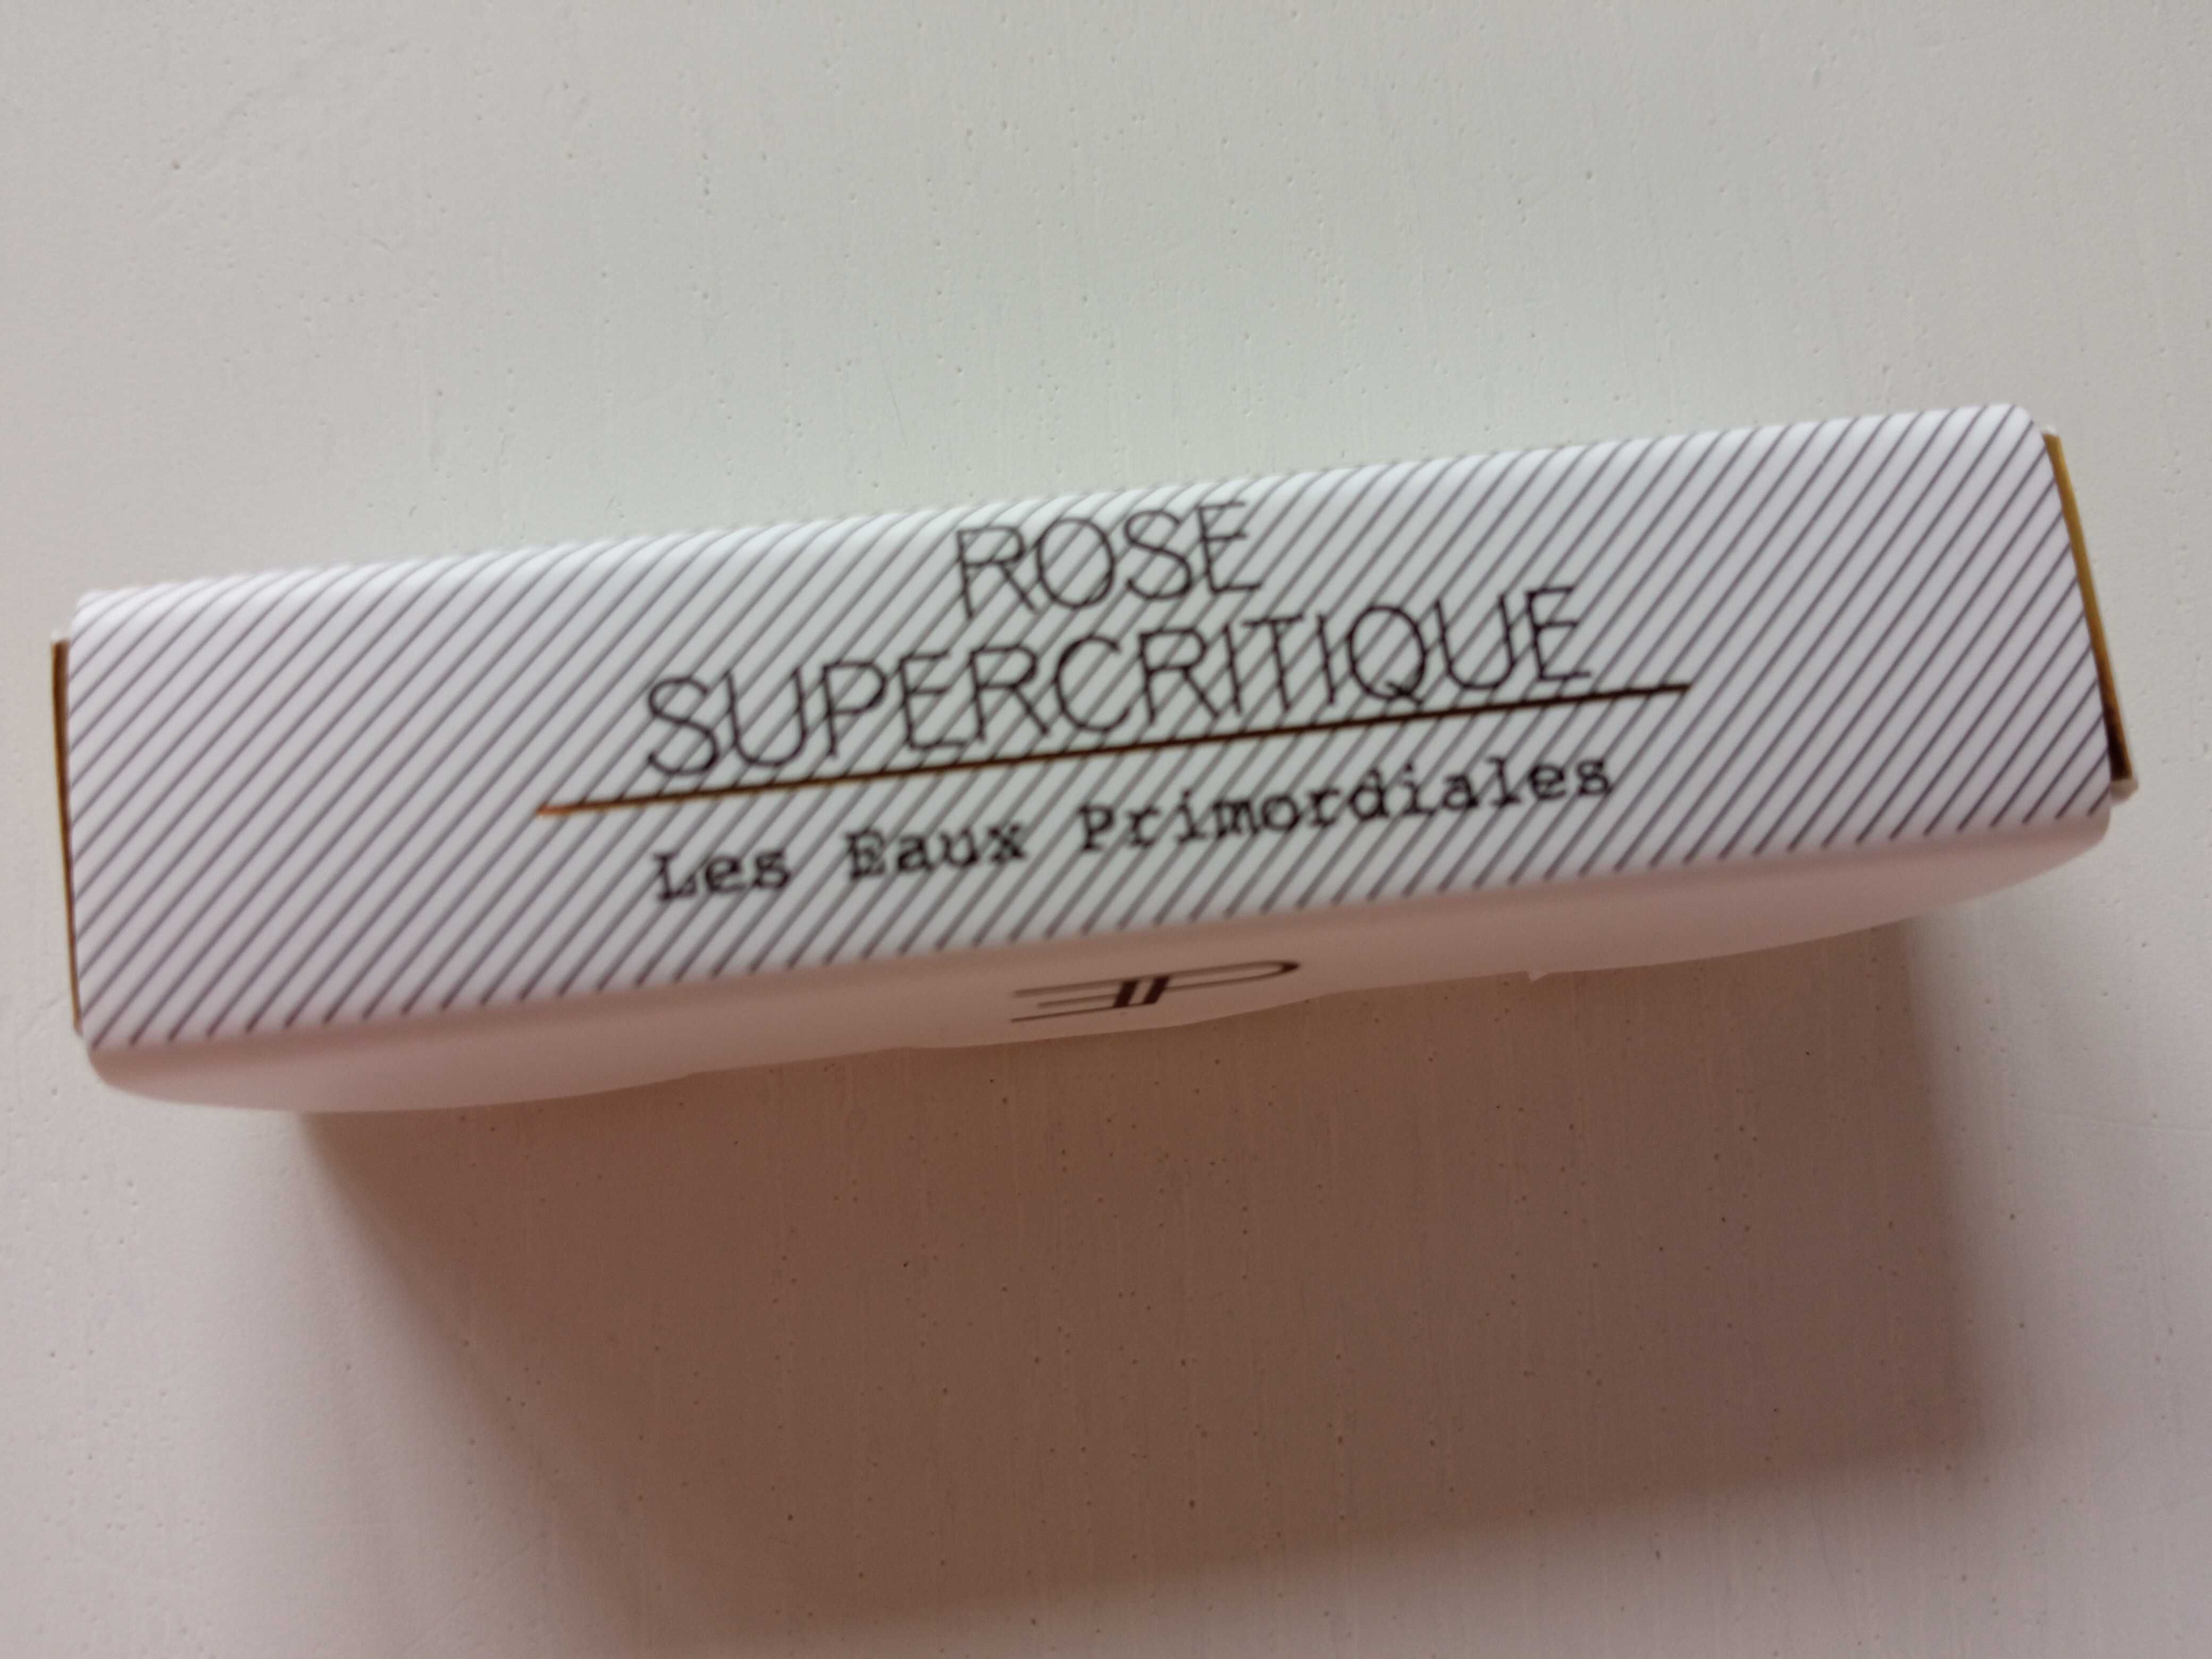 ROSE
SUPERCRITIQUE
Les Eaux Primordiales